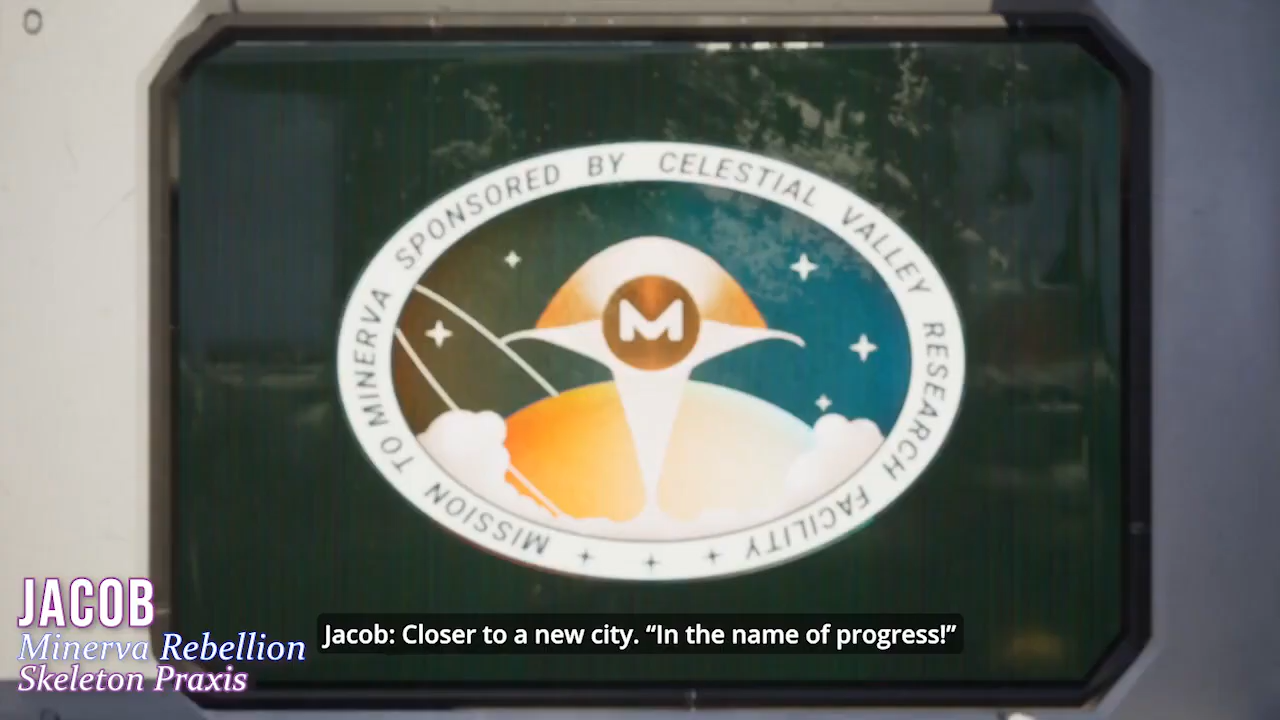 MISSION TO MINERVA SPONSORED BY CELESTIAL VALLEY RESEARCH FACILITY
M
JACOB
Minerva Rebellion
Skeleton Praxis
Jacob: Closer to a new city. “In the name of progress!”